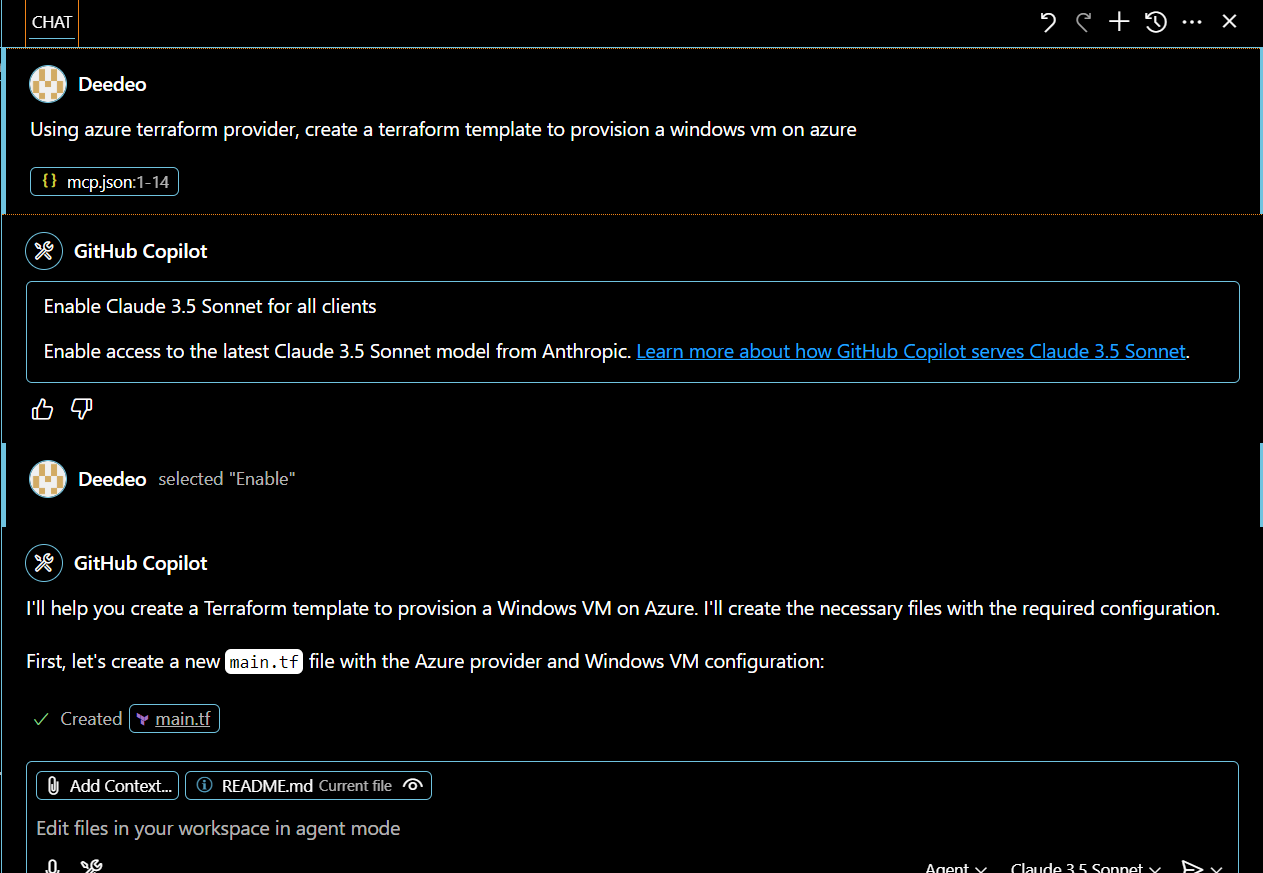 CHAT
Deedeo
Using azure terraform provider, create a terraform template to provision a windows vm on azure
{} mcp.json:1-14
GitHub Copilot
Enable Claude 3.5 Sonnet for all clients
Enable access to the latest Claude 3.5 Sonnet model from Anthropic. Learn more about how GitHub Copilot serves Claude 3.5 Sonnet.
Deedeo selected "Enable"
GitHub Copilot
I'll help you create a Terraform template to provision a Windows VM on Azure. I'll create the necessary files with the required configuration.
First, let's create a new main.tf file with the Azure provider and Windows VM configuration:
Created main.tf
Add Context... README.md Current file
Edit files in your workspace in agent mode
Agent Claude 3.5 Sonnet